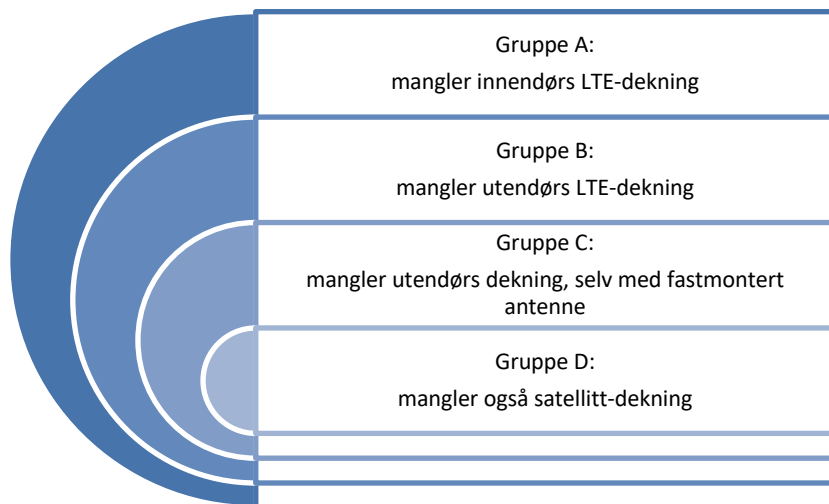 Gruppe A:
mangler innendørs LTE-dekning
Gruppe B:
mangler utendørs LTE-dekning
Gruppe C:
mangler utendørs dekning, selv med fastmontert
antenne
Gruppe D:
mangler også satellitt-dekning